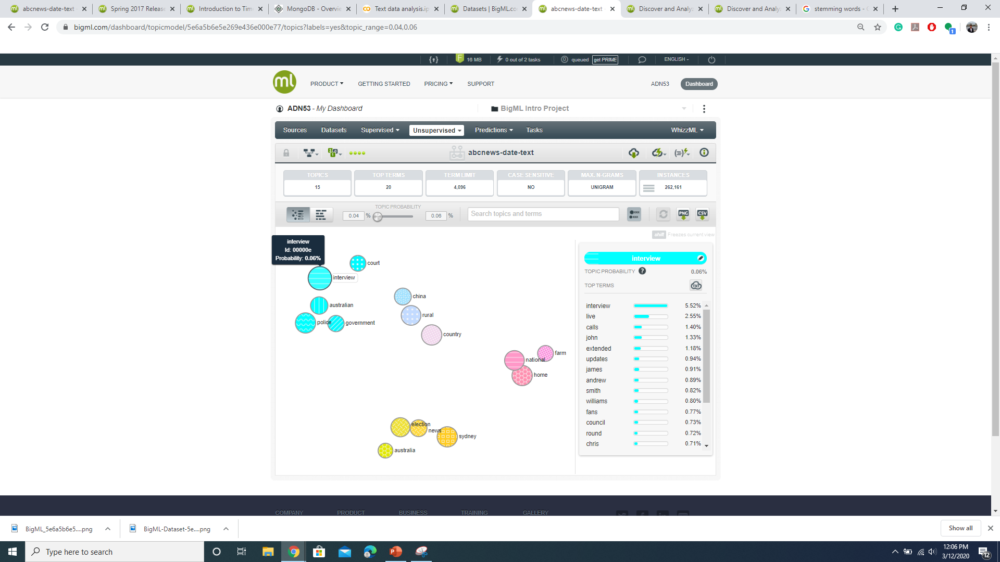 abcnews-date-text
Spring 2017 Release
Introduction to Tim
MongoDB - Overvie
Text data analysis.ip
Datasets | BigML.co
abcnews-date-text
Discover and Analyz
Discover and Analyz
stemming words - G
bigml.com/dashboard/topicmodel/5e6a5b6e5e269e436e000e77/topics?labels=yes&topic_range=0.04,0.06
1
F 16 MB 0 out of 2 tasks 0 queued get PRIME ENGLISH
ml PRODUCT GETTING STARTED PRICING SUPPORT ADN53 Dashboard
ADN53 - My Dashboard BigML Intro Project
Sources Datasets Supervised Unsupervised Predictions Tasks WhizzML
abcnews-date-text
TOPICS TOP TERMS TERM LIMIT CASE SENSITIVE MAX. N-GRAMS INSTANCES
15 20 4,096 NO UNIGRAM 262,161
TOPIC PROBABILITY
0.04 % 0.06 % Search topics and terms PNG CSV
shift Freezes current view
interview
Id: 00000e
Probability: 0.06%
court
interview
australian
police
government
china
rural
country
national
farm
home
election
news
sydney
australia
interview
TOPIC PROBABILITY ? 0.06%
TOP TERMS TXT
interview 5.52%
live 2.55%
calls 1.40%
john 1.33%
extended 1.18%
updates 0.94%
james 0.91%
andrew 0.89%
smith 0.82%
williams 0.80%
fans 0.77%
council 0.73%
round 0.72%
chris 0.71%
COMPANY PRODUCT BUSINESS TRAINING GALLERY
BigML_5e6a5b6e5....png BigML-Dataset-5e....png Show all
Type here to search
12:06 PM
3/12/2020
12